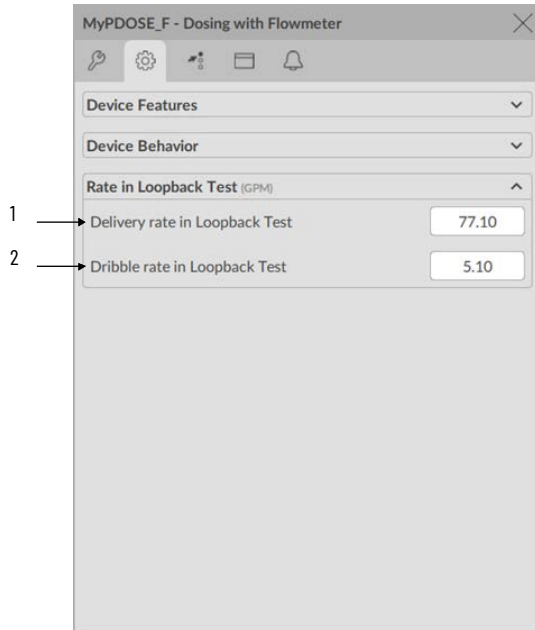 MyPDOSE_F - Dosing with Flowmeter
Device Features
Device Behavior
Rate in Loopback Test (GPM)
1 Delivery rate in Loopback Test 77.10
2 Dribble rate in Loopback Test 5.10